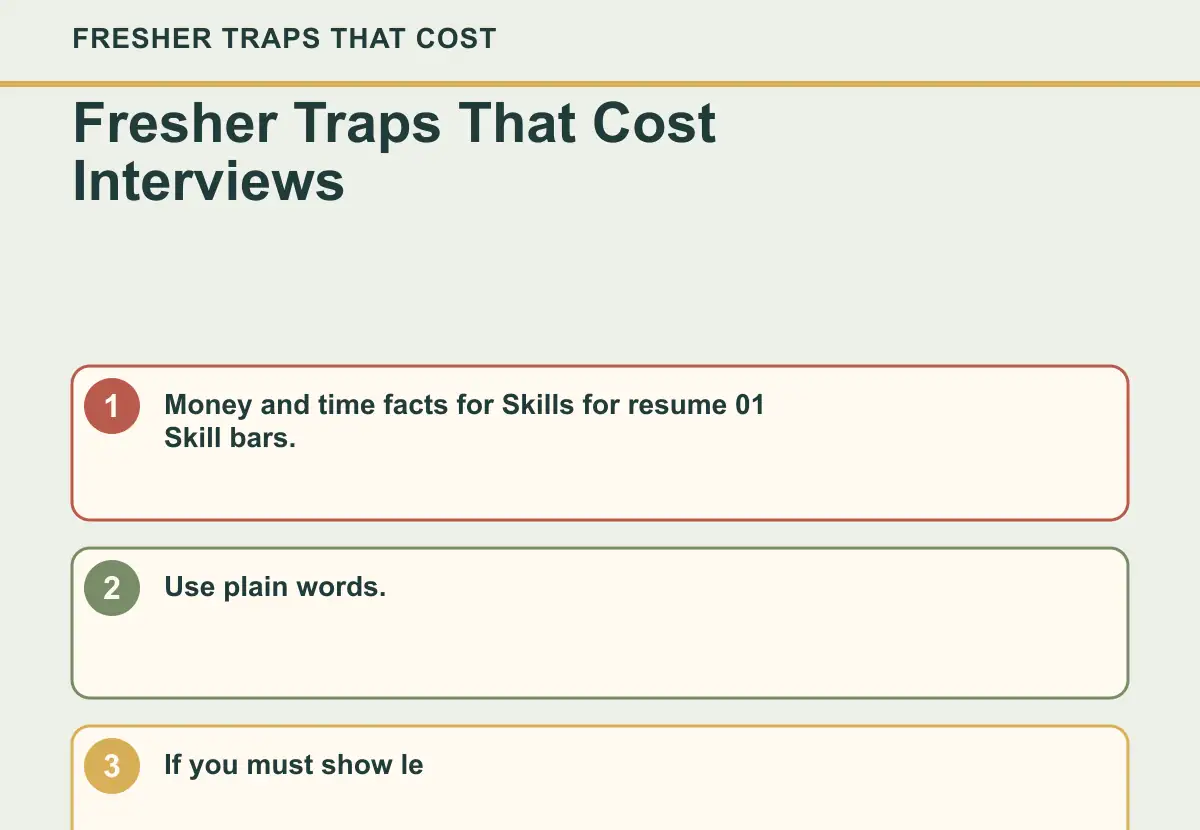 FRESHER TRAPS THAT COST
Fresher Traps That Cost
Interviews
1
Money and time facts for Skills for resume 01
Skill bars.
2
Use plain words.
3
If you must show le